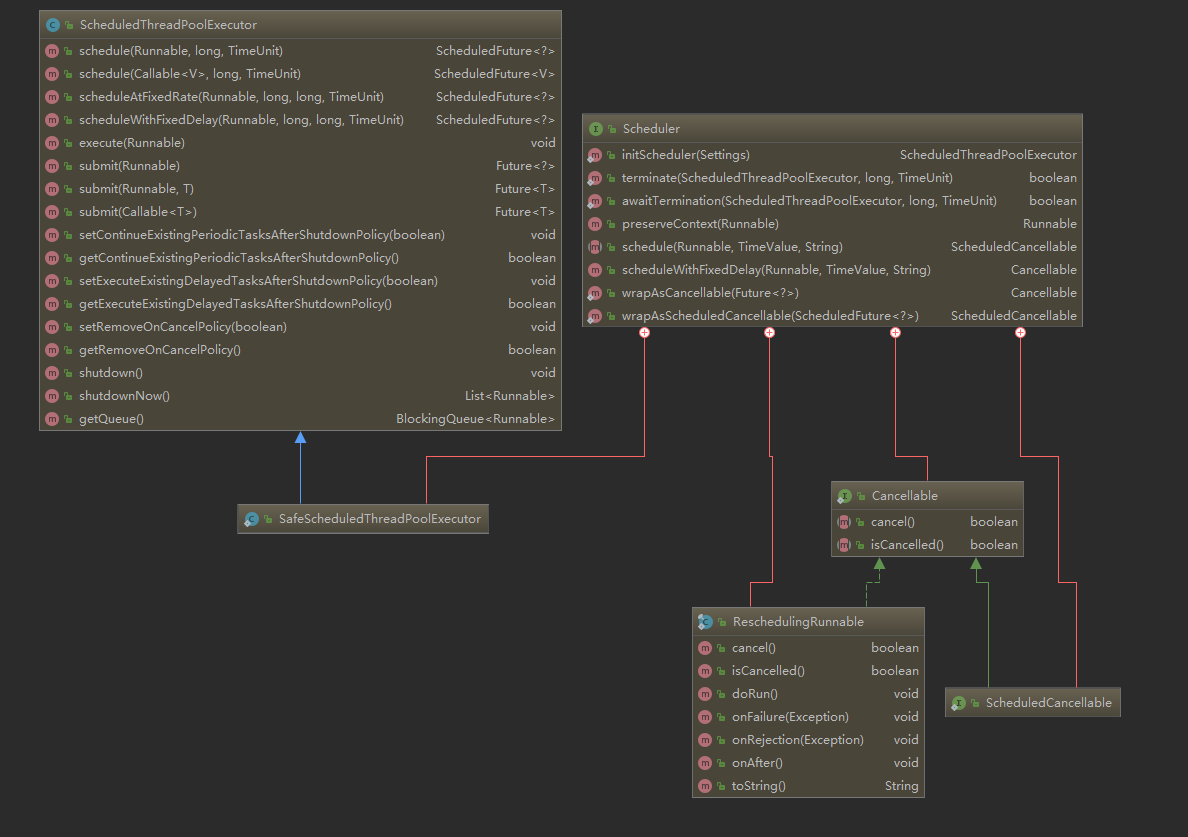 ScheduledThreadPoolExecutor
schedule(Runnable, long, TimeUnit) ScheduledFuture<?>
schedule(Callable<V>, long, TimeUnit) ScheduledFuture<V>
scheduleAtFixedRate(Runnable, long, long, TimeUnit) ScheduledFuture<?>
scheduleWithFixedDelay(Runnable, long, long, TimeUnit) ScheduledFuture<?>
execute(Runnable) void
submit(Runnable) Future<?>
submit(Runnable, T) Future<T>
submit(Callable<T>) Future<T>
setContinueExistingPeriodicTasksAfterShutdownPolicy(boolean) void
getContinueExistingPeriodicTasksAfterShutdownPolicy() boolean
setExecuteExistingDelayedTasksAfterShutdownPolicy(boolean) void
getExecuteExistingDelayedTasksAfterShutdownPolicy() boolean
setRemoveOnCancelPolicy(boolean) void
getRemoveOnCancelPolicy() boolean
shutdown() void
shutdownNow() List<Runnable>
getQueue() BlockingQueue<Runnable>
Scheduler
initScheduler(Settings) ScheduledThreadPoolExecutor
terminate(ScheduledThreadPoolExecutor, long, TimeUnit) boolean
awaitTermination(ScheduledThreadPoolExecutor, long, TimeUnit) boolean
preserveContext(Runnable) Runnable
schedule(Runnable, TimeValue, String) ScheduledCancellable
scheduleWithFixedDelay(Runnable, TimeValue, String) Cancellable
wrapAsCancellable(Future<?>) Cancellable
wrapAsScheduledCancellable(ScheduledFuture<?>) ScheduledCancellable
SafeScheduledThreadPoolExecutor
Cancellable
cancel() boolean
isCancelled() boolean
ReschedulingRunnable
cancel() boolean
isCancelled() boolean
doRun() void
onFailure(Exception) void
onRejection(Exception) void
onAfter() void
toString() String
ScheduledCancellable